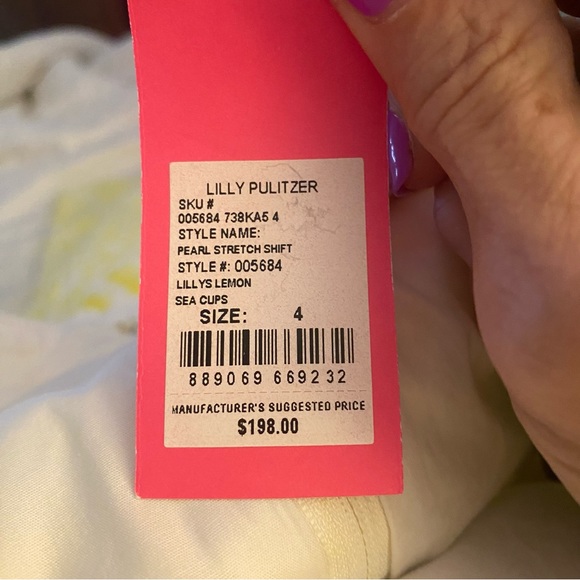 LILLY PULITZER
SKU #
005684 738KA5 4
STYLE NAME:
PEARL STRETCH SHIFT
STYLE #: 005684
LILLYS LEMON
SEA CUPS
SIZE: 4
889069 669232
MANUFACTURER'S SUGGESTED PRICE
$198.00